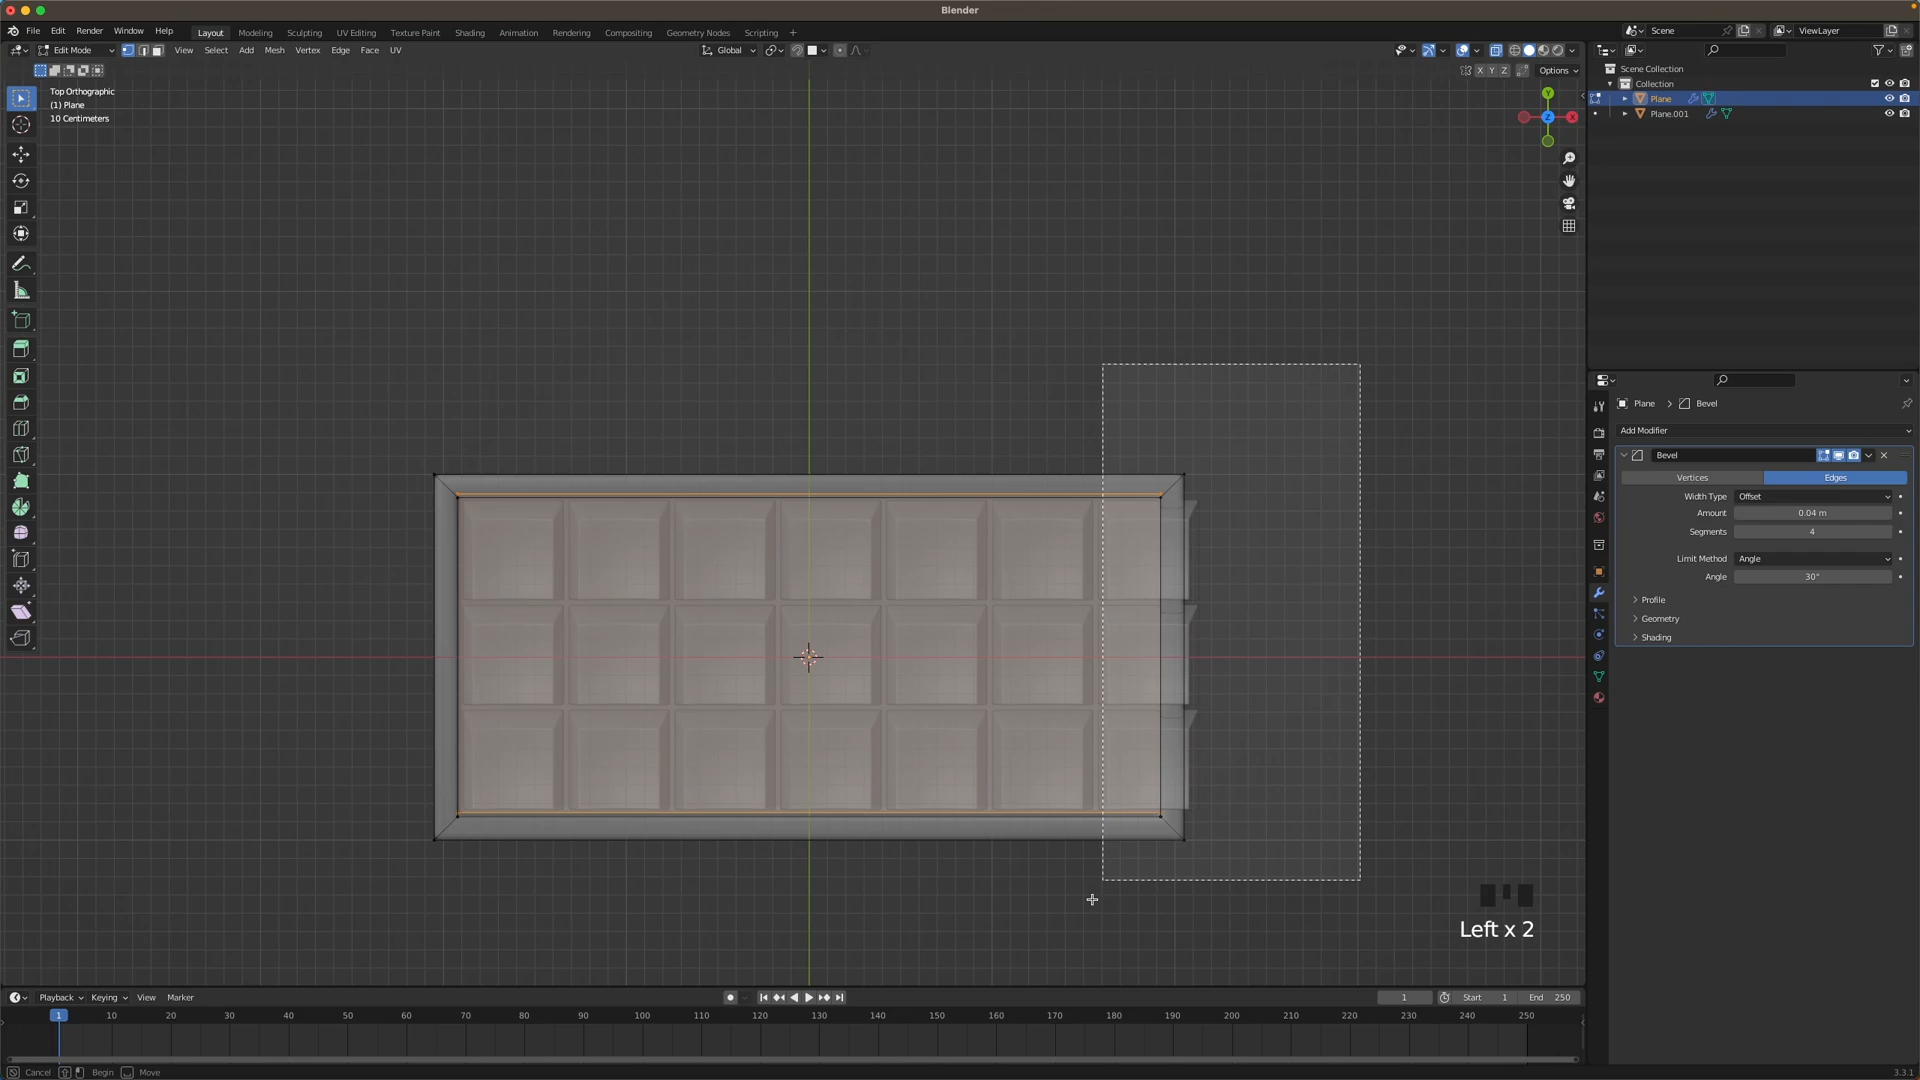 Blender
File Edit Render Window Help Layout Modeling Sculpting UV Editing Texture Paint Shading Animation Rendering Compositing Geometry Nodes Scripting + Scene ViewLayer
Edit Mode View Select Add Mesh Vertex Edge Face UV Global
X Y Z Options
Top Orthographic
(1) Plane
10 Centimeters
Y
Z X
Scene Collection
Collection
Plane
Plane.001
Plane > Bevel
Add Modifier
Bevel
Vertices Edges
Width Type Offset
Amount 0.04 m
Segments 4
Limit Method Angle
Angle 30°
Profile
Geometry
Shading
Left x 2
Playback Keying View Marker 1 Start 1 End 250
1 10 20 30 40 50 60 70 80 90 100 110 120 130 140 150 160 170 180 190 200 210 220 230 240 250
Cancel Begin Move 3.3.1